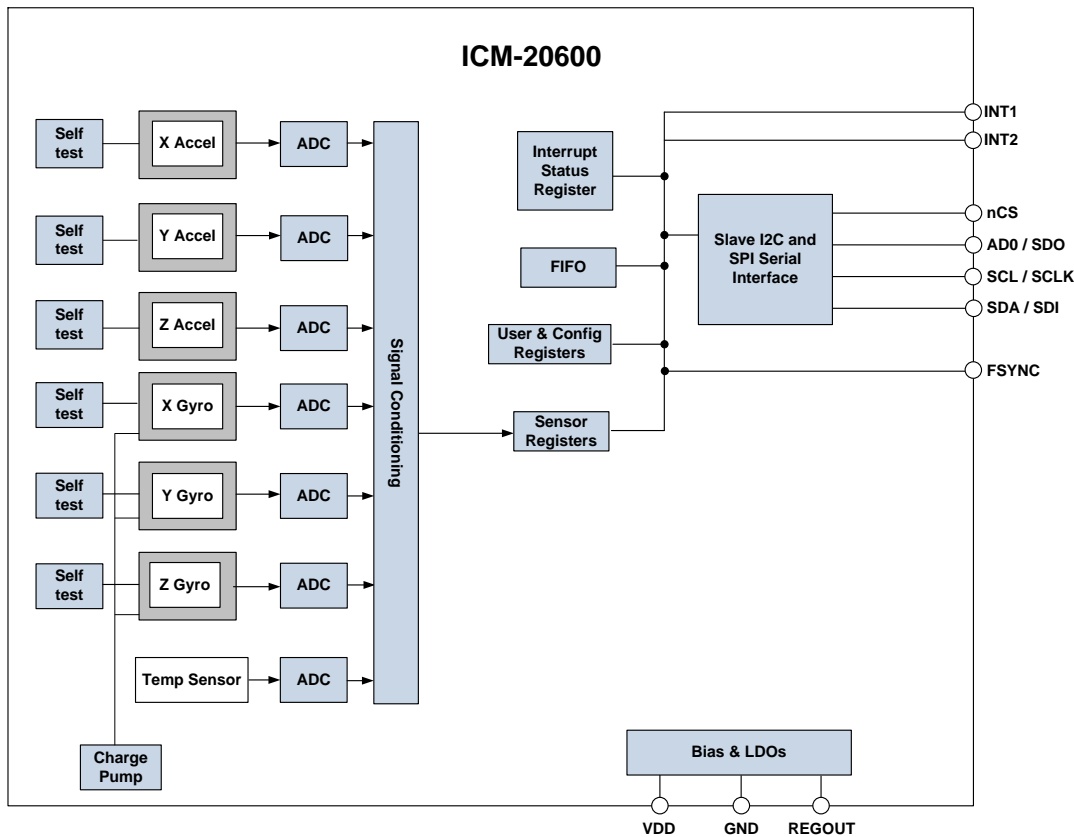 ICM-20600
Self
test
X Accel
ADC
Self
test
Y Accel
ADC
Self
test
Z Accel
ADC
Self
test
X Gyro
ADC
Self
test
Y Gyro
ADC
Self
test
Z Gyro
ADC
Temp Sensor
ADC
Charge
Pump
Signal Conditioning
Interrupt
Status
Register
FIFO
User & Config
Registers
Sensor
Registers
Slave I2C and
SPI Serial
Interface
INT1
INT2
nCS
AD0 / SDO
SCL / SCLK
SDA / SDI
FSYNC
Bias & LDOs
VDD
GND
REGOUT